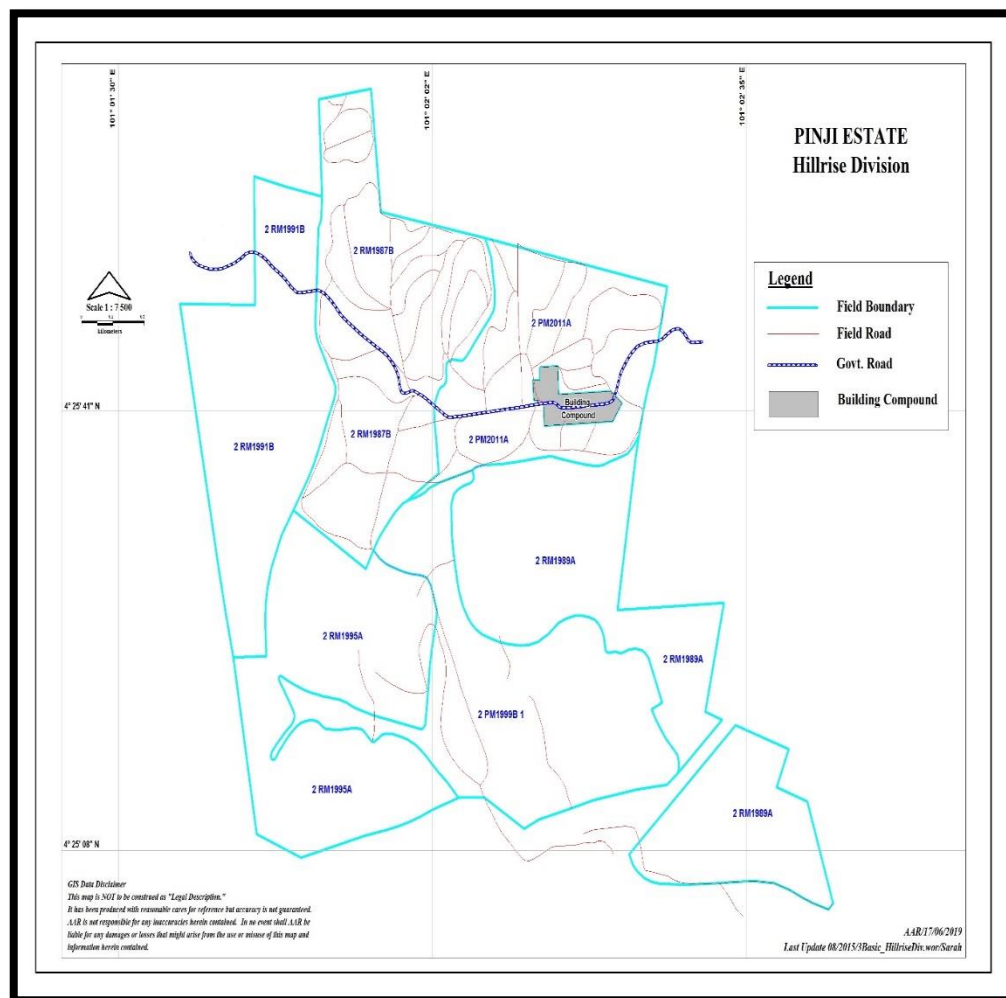 101° 01' 30" E
101° 02' 02" E
101° 02' 35" E
PINJI ESTATE
Hillrise Division
2 RM1991B
2 RM1987B
Legend
Field Boundary
Field Road
Govt. Road
Building Compound
Scale 1 : 7 500
kilometers
2 PM2011A
4° 25' 41" N
Building
Compound
2 RM1991B
2 RM1987B
2 PM2011A
2 RM1989A
2 RM1995A
2 RM1989A
2 PM1999B 1
2 RM1995A
2 RM1989A
4° 25' 08" N
GIS Data Disclaimer
This map is NOT to be construed as "Legal Description."
It has been produced with reasonable cares for reference but accuracy is not guaranteed.
AAR is not responsible for any inaccuracies herein contained. In no event shall AAR be
liable for any damages or losses that might arise from the use or misuse of this map and
information herein contained.
AAR/17/06/2019
Last Update 08/2015/3Basic_HillriseDiv.wor/Sarah